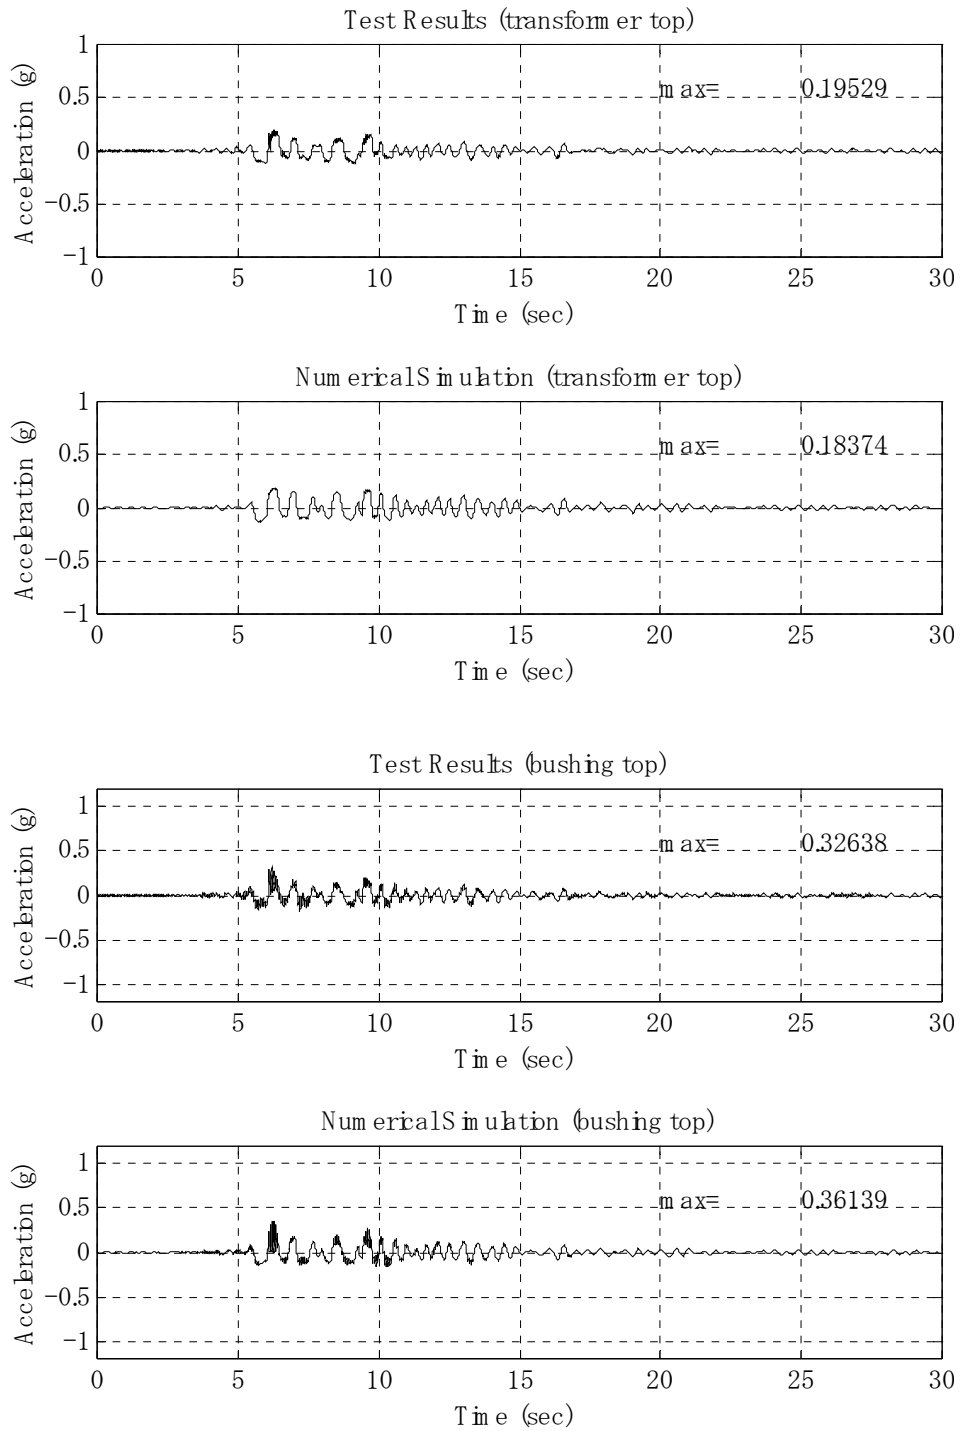 Test Results (transformer top)
1
0.5
0
−0.5
−1
Acceleration (g)
max= 0.19529
0 5 10 15 20 25 30
Time (sec)
Numerical Simulation (transformer top)
1
0.5
0
−0.5
−1
Acceleration (g)
max= 0.18374
0 5 10 15 20 25 30
Time (sec)
Test Results (bushing top)
1
0.5
0
−0.5
−1
Acceleration (g)
max= 0.32638
0 5 10 15 20 25 30
Time (sec)
Numerical Simulation (bushing top)
1
0.5
0
−0.5
−1
Acceleration (g)
max= 0.36139
0 5 10 15 20 25 30
Time (sec)